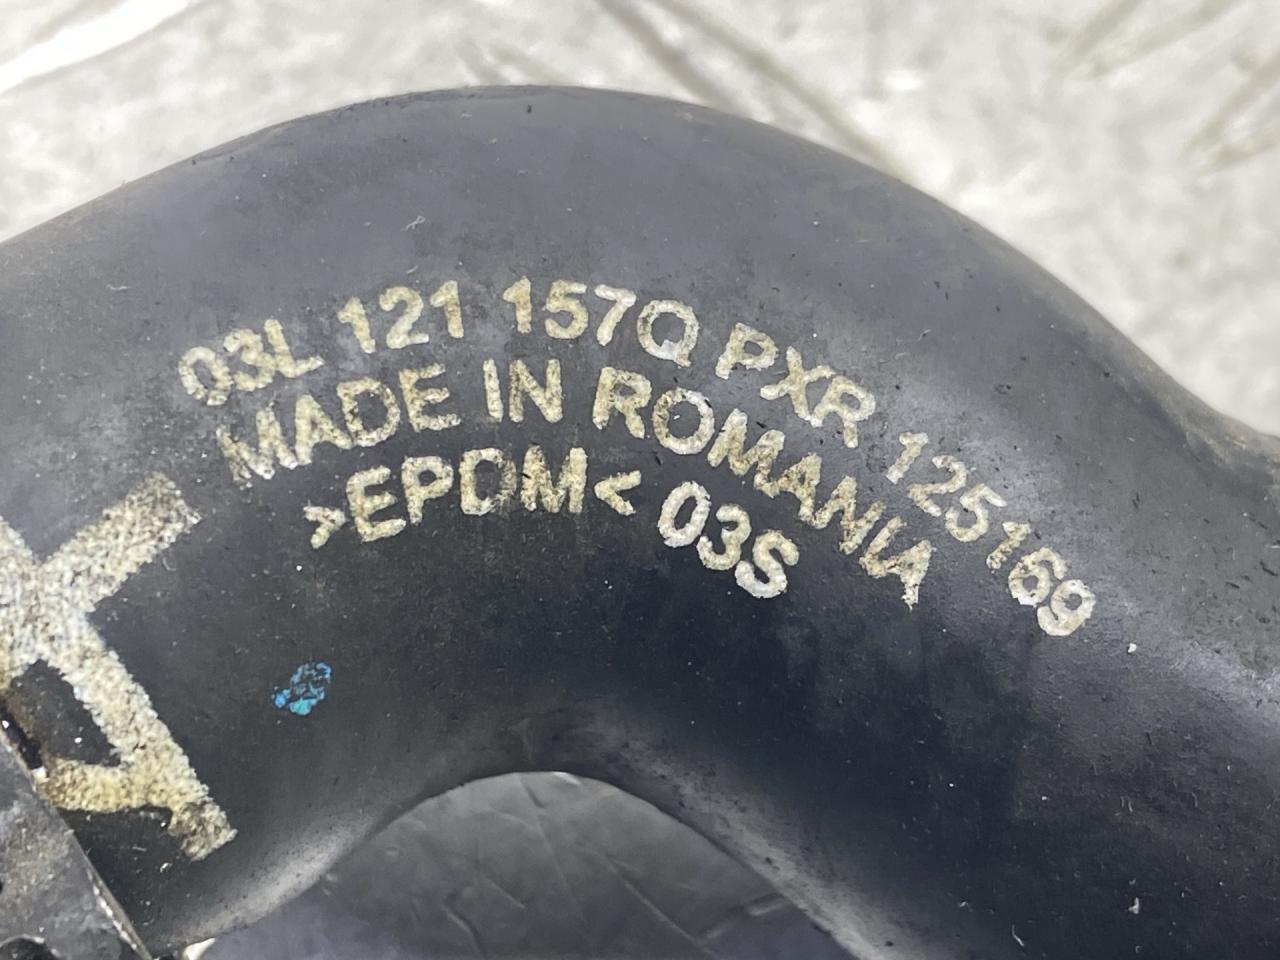 03L 121 157Q PXR 125169
MADE IN ROMANIA
>EPDM< 03S